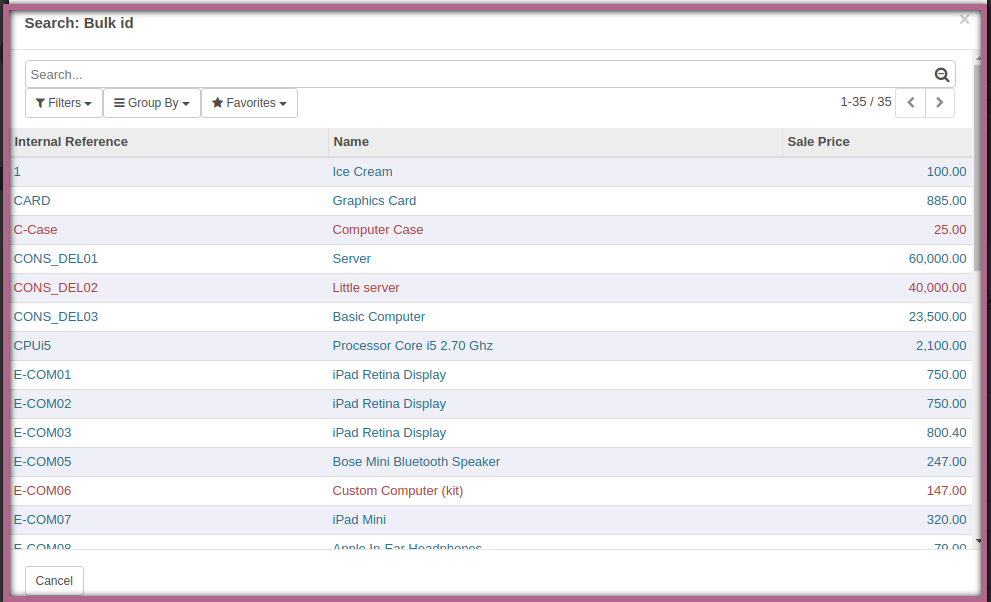 Search: Bulk id ×
Search...
Filters Group By Favorites 1-35 / 35
Internal Reference Name Sale Price
1 Ice Cream 100.00
CARD Graphics Card 885.00
C-Case Computer Case 25.00
CONS_DEL01 Server 60,000.00
CONS_DEL02 Little server 40,000.00
CONS_DEL03 Basic Computer 23,500.00
CPUi5 Processor Core i5 2.70 Ghz 2,100.00
E-COM01 iPad Retina Display 750.00
E-COM02 iPad Retina Display 750.00
E-COM03 iPad Retina Display 800.40
E-COM05 Bose Mini Bluetooth Speaker 247.00
E-COM06 Custom Computer (kit) 147.00
E-COM07 iPad Mini 320.00
E-COM08 Apple In-Ear Headphones 79.00
Cancel